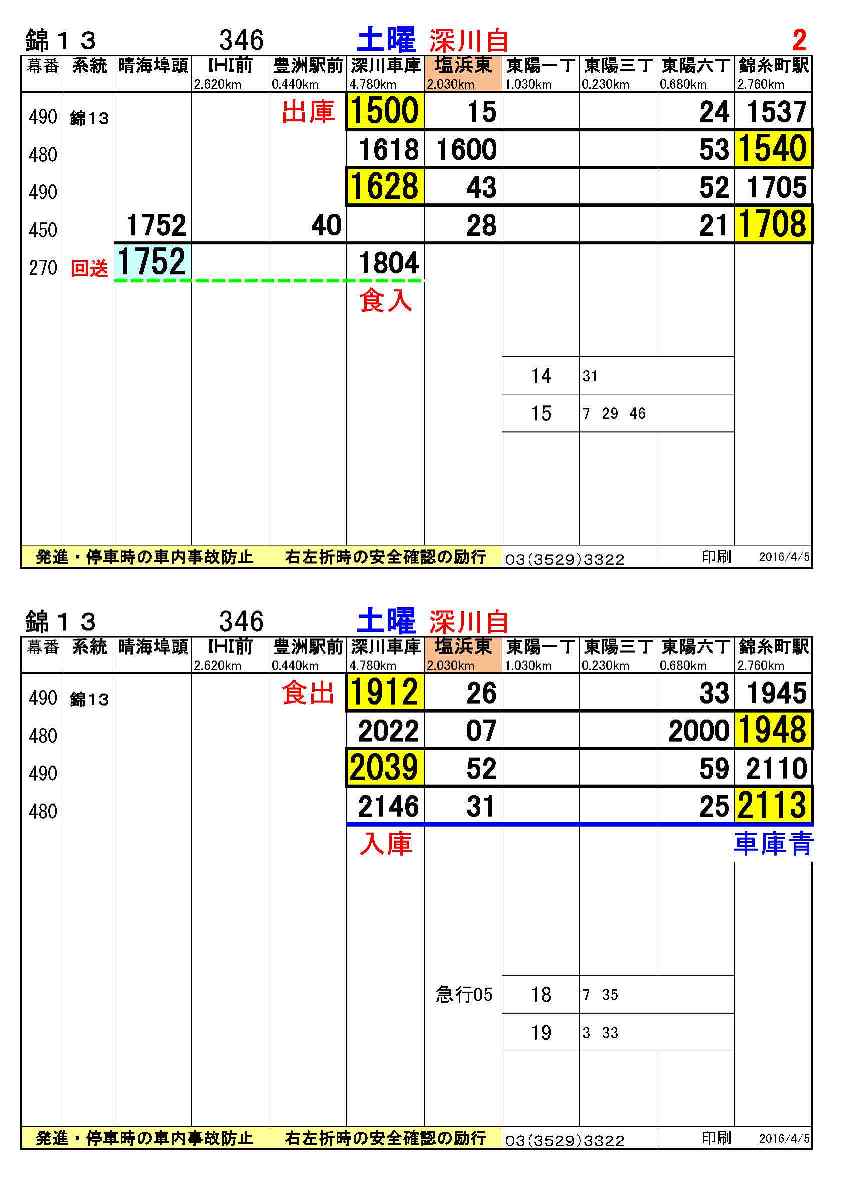 錦１３ 346 土曜 深川自 2
幕番 系統 晴海埠頭 IHI前 豊洲駅前 深川車庫 塩浜東 東陽一丁 東陽三丁 東陽六丁 錦糸町駅
2.620km 0.440km 4.780km 2.030km 1.030km 0.230km 0.680km 2.760km
490 錦13 出庫 1500 15 24 1537
480 1618 1600 53 1540
490 1628 43 52 1705
450 1752 40 28 21 1708
270 回送 1752 1804
食入
14 31
15 7 29 46
発進・停車時の車内事故防止 右左折時の安全確認の励行 03(3529)3322 印刷 2016/4/5
錦１３ 346 土曜 深川自
幕番 系統 晴海埠頭 IHI前 豊洲駅前 深川車庫 塩浜東 東陽一丁 東陽三丁 東陽六丁 錦糸町駅
2.620km 0.440km 4.780km 2.030km 1.030km 0.230km 0.680km 2.760km
490 錦13 食出 1912 26 33 1945
480 2022 07 2000 1948
490 2039 52 59 2110
480 2146 31 25 2113
入庫 車庫青
急行05 18 7 35
19 3 33
発進・停車時の車内事故防止 右左折時の安全確認の励行 03(3529)3322 印刷 2016/4/5